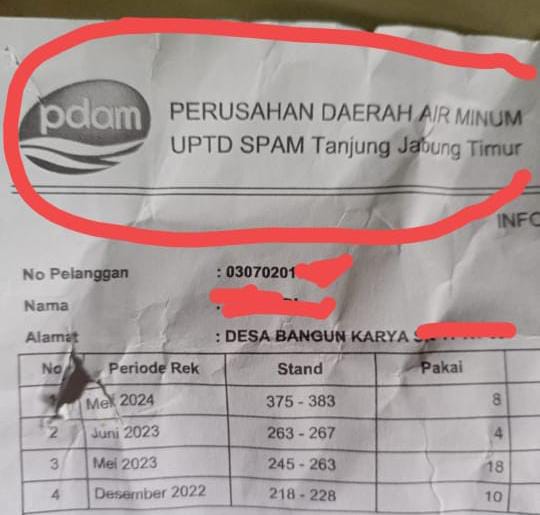 pdam
PERUSAHAN DAERAH AIR MINUM
UPTD SPAM Tanjung Jabung Timur
INFO
No Pelanggan : 03070201
Nama :
Alamat : DESA BANGUN KARYA
No Periode Rek Stand Pakai
1 Mei 2024 375 - 383 8
2 Juni 2023 263 - 267 4
3 Mei 2023 245 - 263 18
4 Desember 2022 218 - 228 10